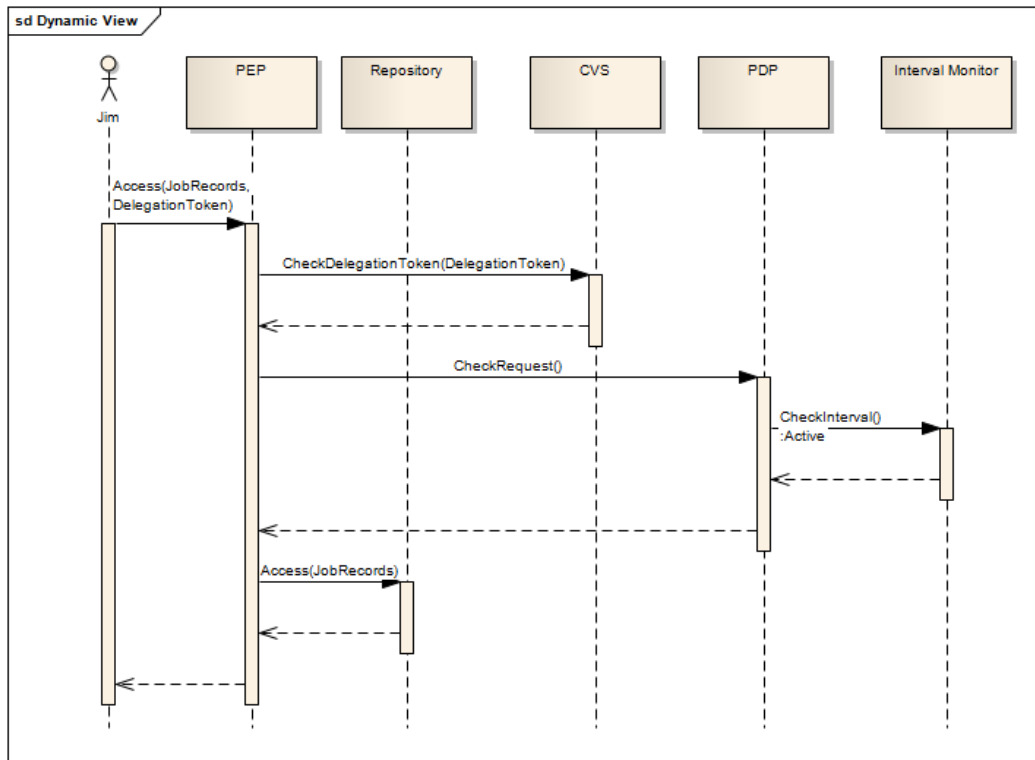 sd Dynamic View
Jim
PEP
Repository
CVS
PDP
Interval Monitor
Access(JobRecords,
DelegationToken)
CheckDelegationToken(DelegationToken)
CheckRequest()
CheckInterval()
:Active
Access(JobRecords)